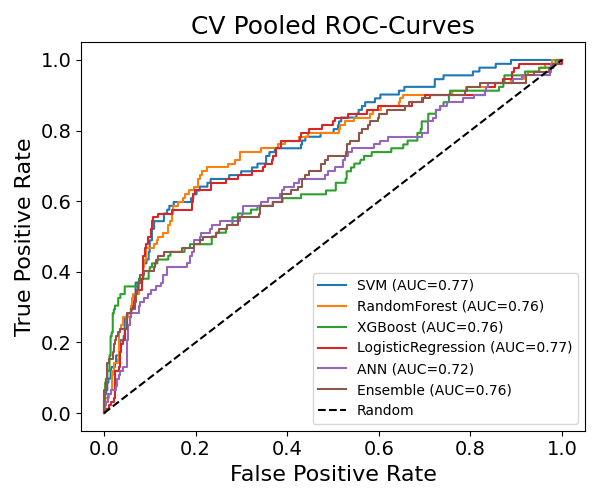 CV Pooled ROC-Curves
True Positive Rate
1.0
0.8
0.6
0.4
0.2
0.0
SVM (AUC=0.77)
RandomForest (AUC=0.76)
XGBoost (AUC=0.76)
LogisticRegression (AUC=0.77)
ANN (AUC=0.72)
Ensemble (AUC=0.76)
Random
0.0 0.2 0.4 0.6 0.8 1.0
False Positive Rate